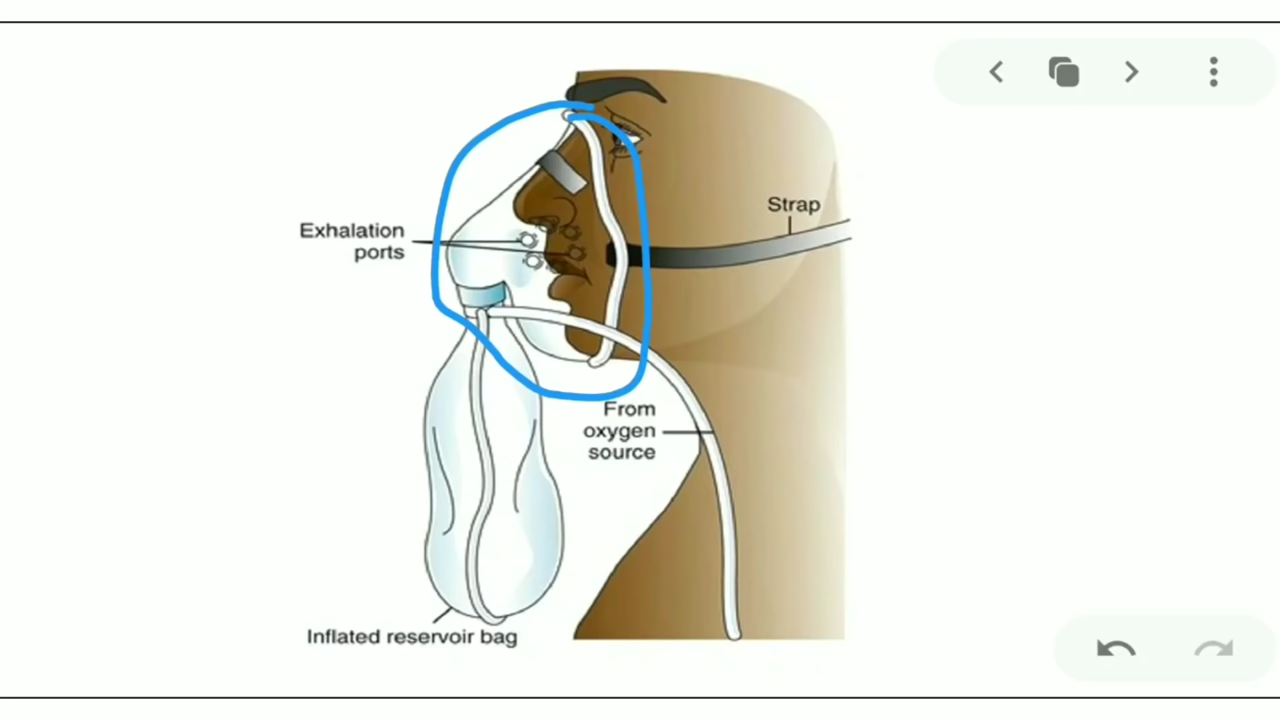 Strap
Exhalation
ports
From
oxygen
source
Inflated reservoir bag